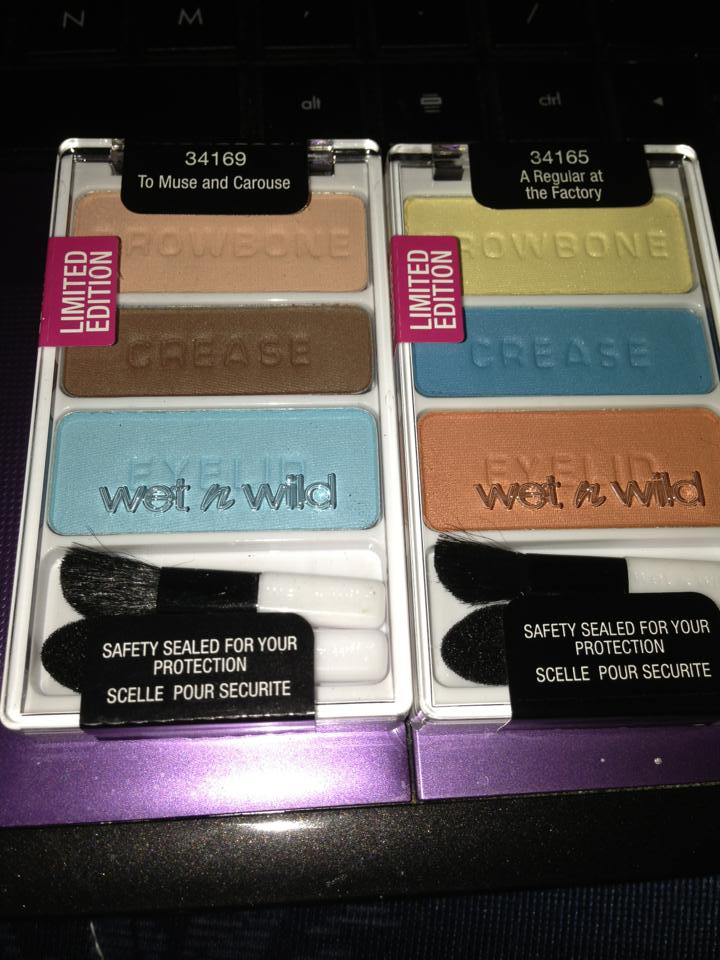 N M ' . /
alt ctrl
34169
To Muse and Carouse
LIMITED
EDITION
BROWBONE
CREASE
EYELID
wet n wild
SAFETY SEALED FOR YOUR
PROTECTION
SCELLE POUR SECURITE
34165
A Regular at
the Factory
LIMITED
EDITION
BROWBONE
CREASE
EYELID
wet n wild
SAFETY SEALED FOR YOUR
PROTECTION
SCELLE POUR SECURITE